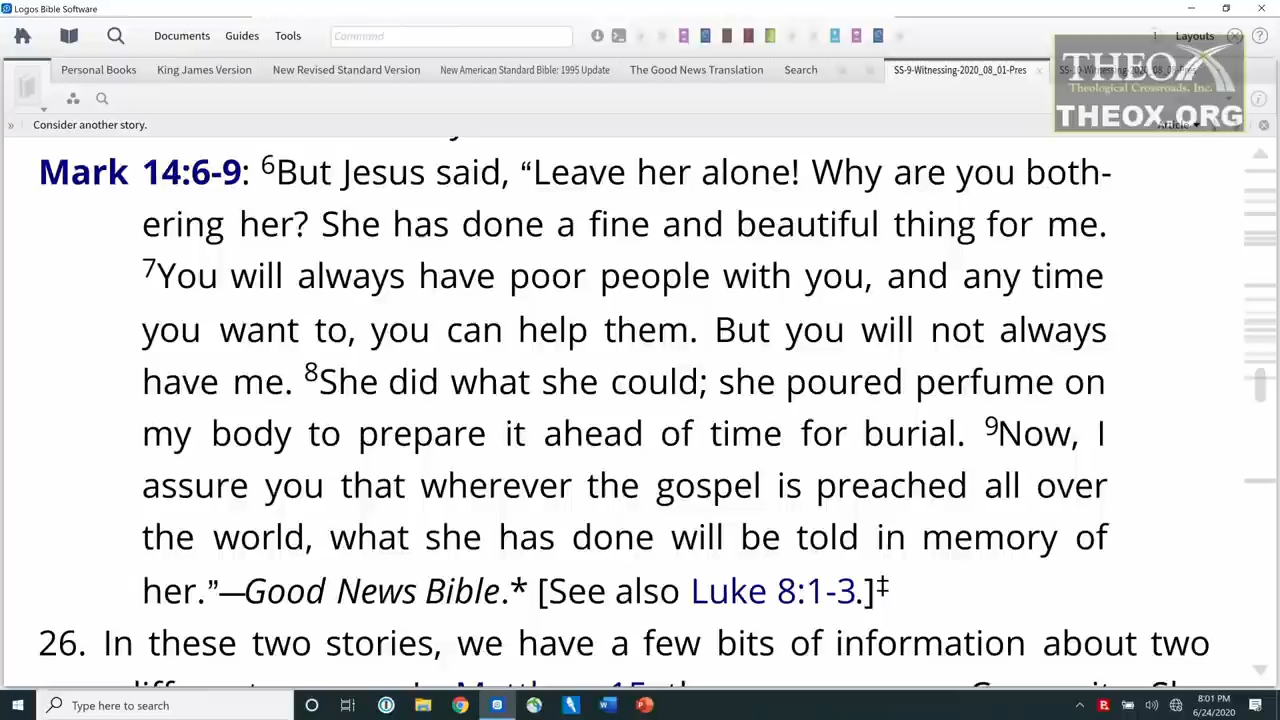 Logos Bible Software
Documents Guides Tools Command Layouts
Personal Books King James Version New Revised Stan New American Standard Bible: 1995 Update The Good News Translation Search SS-9-Witnessing-2020_08_01-Pres
THEOX
Theological Crossroads, Inc.
THEOX.ORG
» Consider another story. Article
Mark 14:6-9: 6But Jesus said, “Leave her alone! Why are you both-
ering her? She has done a fine and beautiful thing for me.
7You will always have poor people with you, and any time
you want to, you can help them. But you will not always
have me. 8She did what she could; she poured perfume on
my body to prepare it ahead of time for burial. 9Now, I
assure you that wherever the gospel is preached all over
the world, what she has done will be told in memory of
her.”—Good News Bible.* [See also Luke 8:1-3.]‡
26. In these two stories, we have a few bits of information about two
Type here to search
8:01 PM
6/24/2020